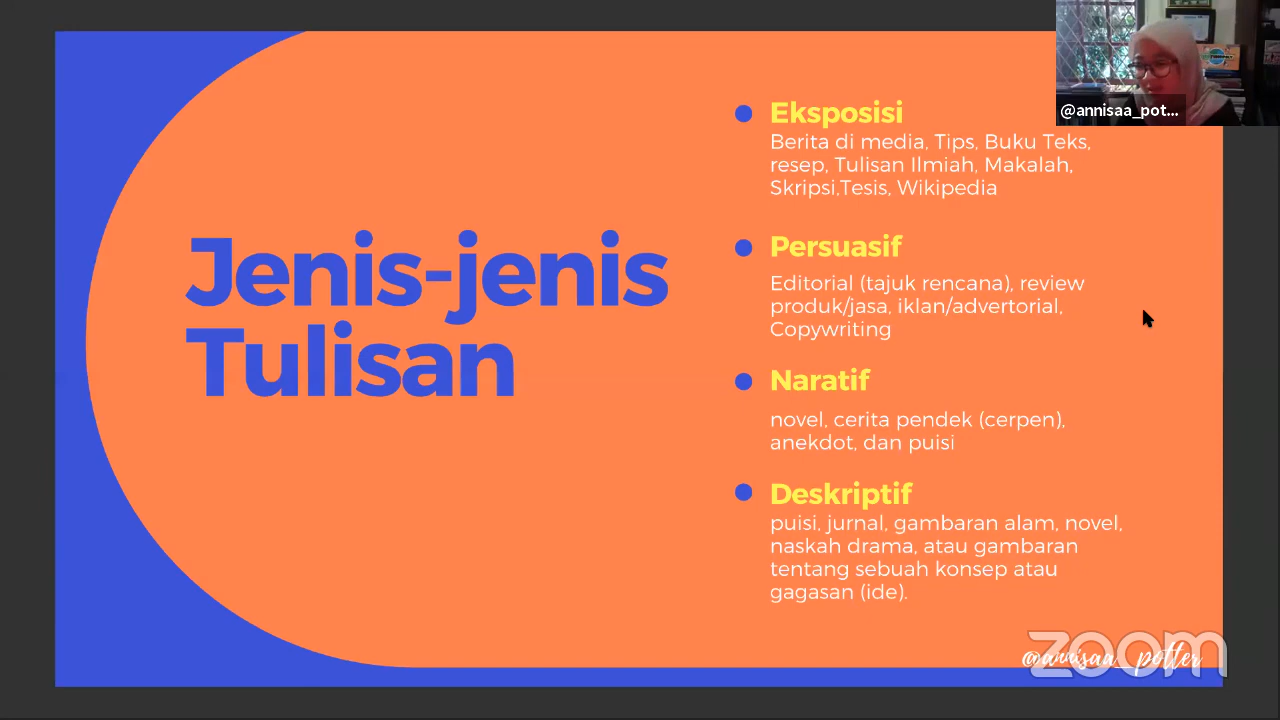 Jenis-jenis
Tulisan
Eksposisi
Berita di media, Tips, Buku Teks,
resep, Tulisan Ilmiah, Makalah,
Skripsi,Tesis, Wikipedia
Persuasif
Editorial (tajuk rencana), review
produk/jasa, iklan/advertorial,
Copywriting
Naratif
novel, cerita pendek (cerpen),
anekdot, dan puisi
Deskriptif
puisi, jurnal, gambaran alam, novel,
naskah drama, atau gambaran
tentang sebuah konsep atau
gagasan (ide).
@annisaa_pot...
@annisaa_potter
zoom